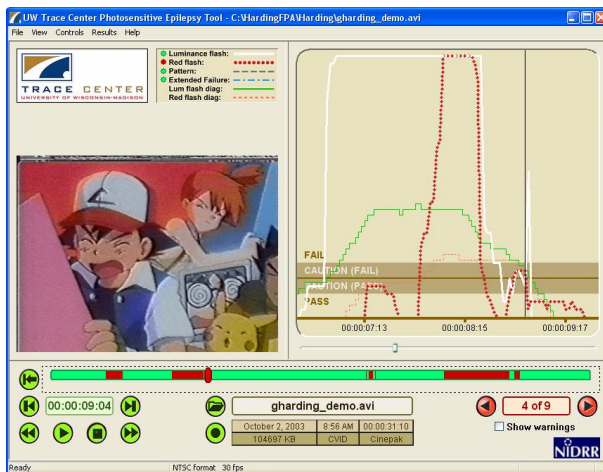 UW Trace Center Photosensitive Epilepsy Tool - C:\HardingFPA\Harding\gharding_demo.avi
File View Controls Results Help
TRACE CENTER
UNIVERSITY OF WISCONSIN-MADISON
Luminance flash:
Red flash:
Pattern:
Extended Failure:
Lum flash diag:
Red flash diag:
FAIL
CAUTION (FAIL)
CAUTION (PASS)
PASS
00:00:07:13 00:00:08:15 00:00:09:17
00:00:09:04
gharding_demo.avi
October 2, 2003 8:56 AM 00:00:31:10
104697 KB CVID Cinepak
4 of 9
Show warnings
NIDRR
Ready NTSC format 30 fps